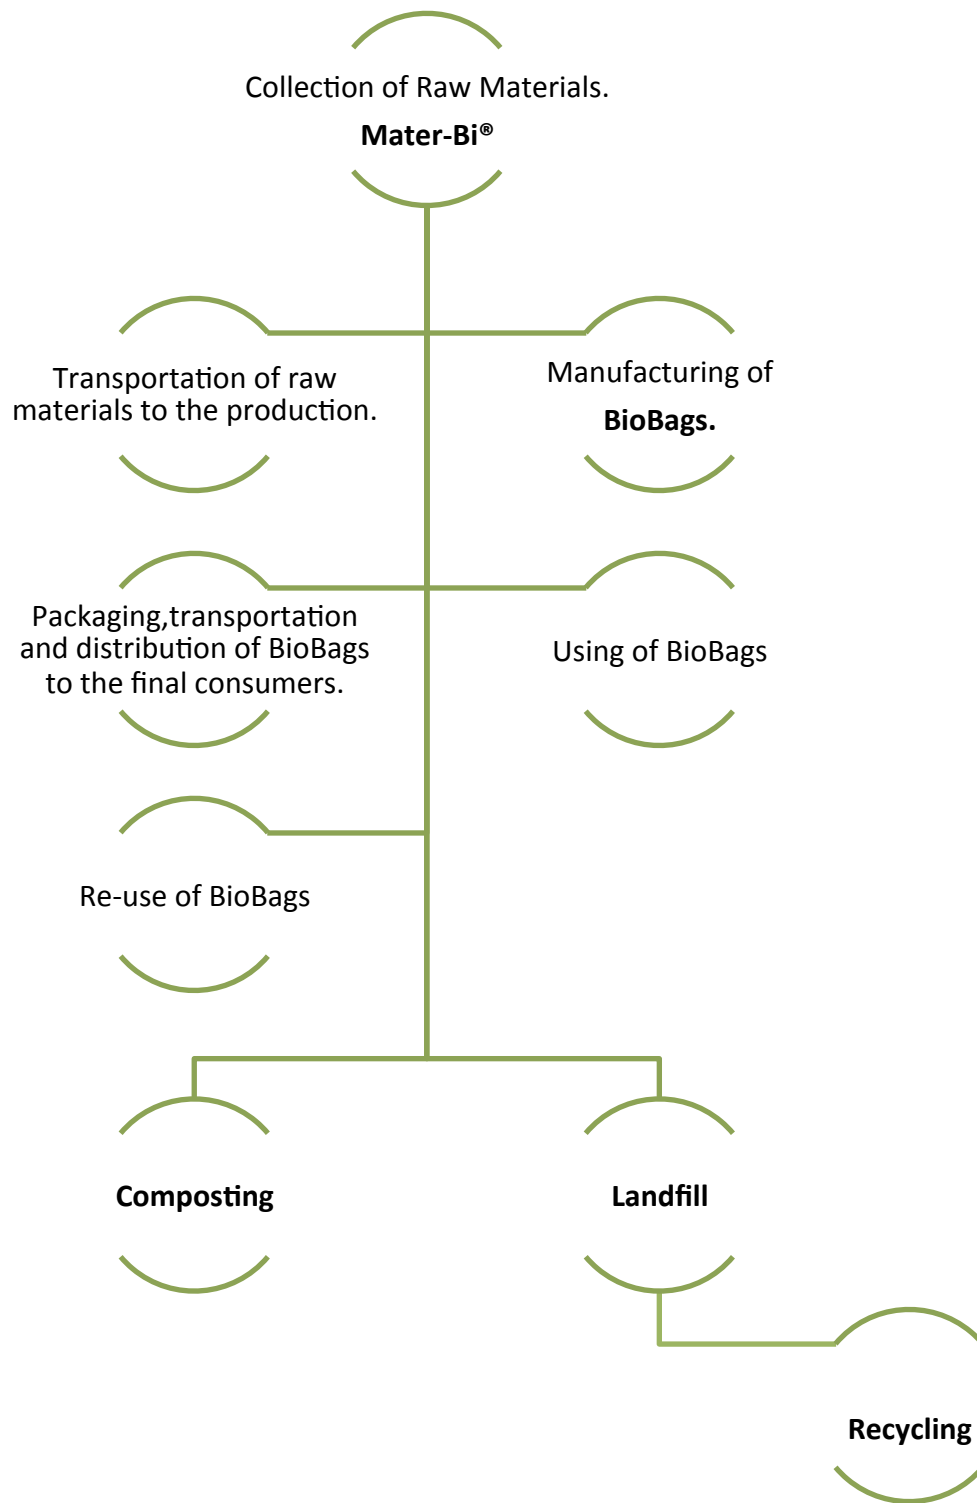 Collection of Raw Materials.
Mater-Bi®
Transportation of raw
materials to the production.
Manufacturing of
BioBags.
Packaging,transportation
and distribution of BioBags
to the final consumers.
Using of BioBags
Re-use of BioBags
Composting
Landfill
Recycling